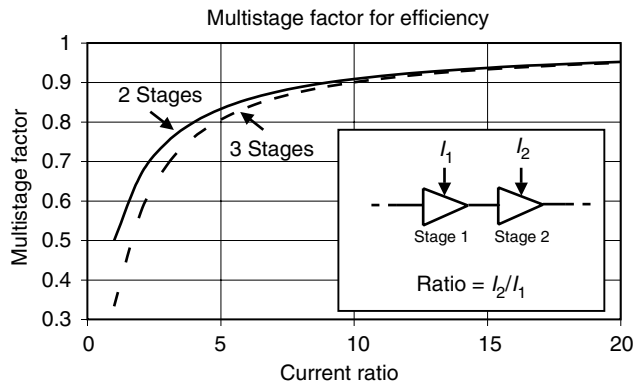 Multistage factor for efficiency
Multistage factor
1
0.9
0.8
0.7
0.6
0.5
0.4
0.3
2 Stages
3 Stages
I1
I2
Stage 1
Stage 2
Ratio = I2/I1
0
5
10
15
20
Current ratio